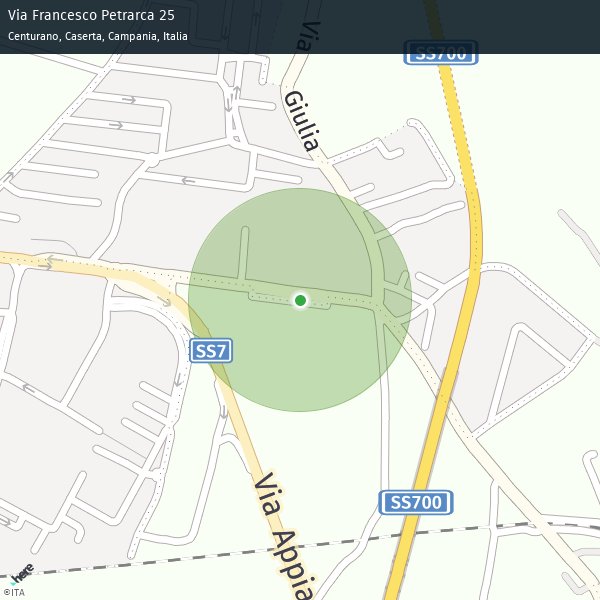 Via Francesco Petrarca 25
Centurano, Caserta, Campania, Italia
SS700
Via
Giulia
SS7
SS700
Via Appia
here
©ITA